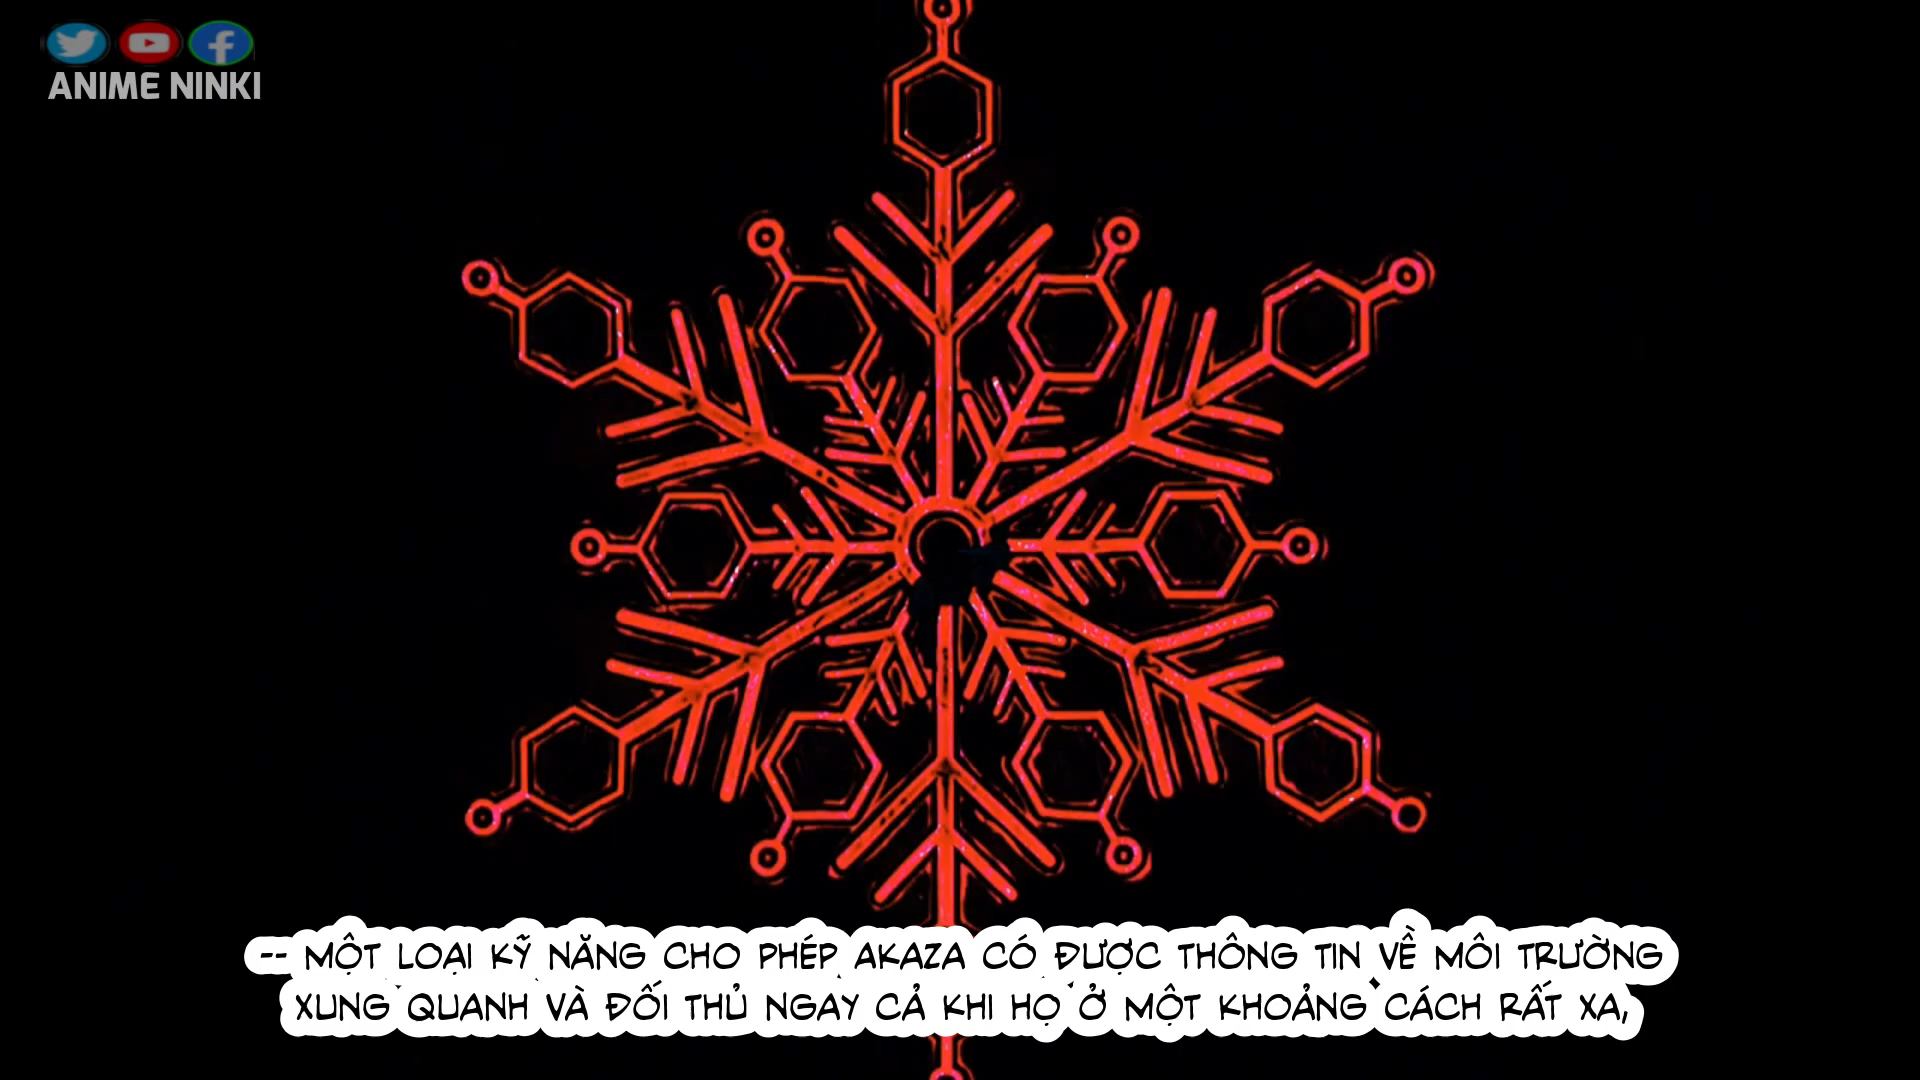 ANIME NINKI
-- MỘT LOẠI KỸ NĂNG CHO PHÉP AKAZA CÓ ĐƯỢC THÔNG TIN VỀ MÔI TRƯỜNG
XUNG QUANH VÀ ĐỐI THỦ NGAY CẢ KHI HỌ Ở MỘT KHOẢNG CÁCH RẤT XA,